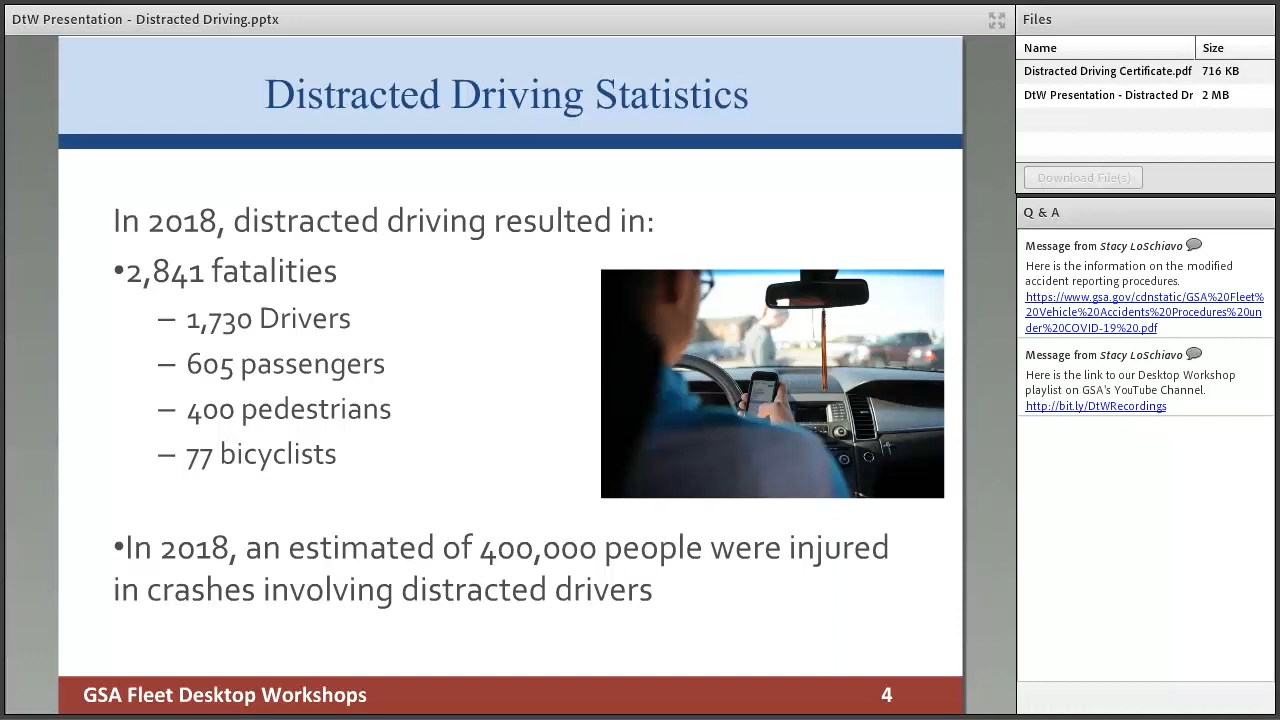 DtW Presentation - Distracted Driving.pptx
Distracted Driving Statistics
In 2018, distracted driving resulted in:
•2,841 fatalities
– 1,730 Drivers
– 605 passengers
– 400 pedestrians
– 77 bicyclists
•In 2018, an estimated of 400,000 people were injured
in crashes involving distracted drivers
GSA Fleet Desktop Workshops 4
Files
Name Size
Distracted Driving Certificate.pdf 716 KB
DtW Presentation - Distracted Dr 2 MB
Download File(s)
Q & A
Message from Stacy LoSchiavo
Here is the information on the modified
accident reporting procedures.
https://www.gsa.gov/cdnstatic/GSA%20Fleet%
20Vehicle%20Accidents%20Procedures%20un
der%20COVID-19%20.pdf
Message from Stacy LoSchiavo
Here is the link to our Desktop Workshop
playlist on GSA's YouTube Channel.
http://bit.ly/DtWRecordings